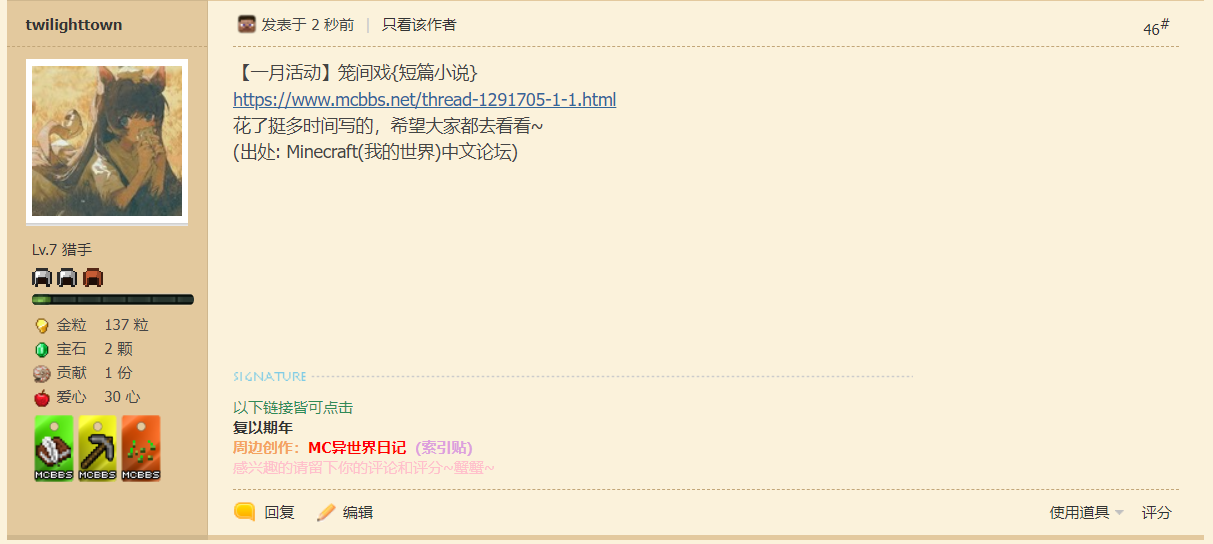 twilighttown
发表于 2 秒前 | 只看该作者
46#
【一月活动】笼间戏{短篇小说}
https://www.mcbbs.net/thread-1291705-1-1.html
花了挺多时间写的，希望大家都去看看~
(出处: Minecraft(我的世界)中文论坛)
Lv.7 猎手
金粒 137 粒
宝石 2 颗
贡献 1 份
爱心 30 心
MCBBS MCBBS MCBBS
SIGNATURE
以下链接皆可点击
复以期年
周边创作：MC异世界日记 (索引贴)
感兴趣的请留下你的评论和评分~蟹蟹~
回复 编辑
使用道具 评分